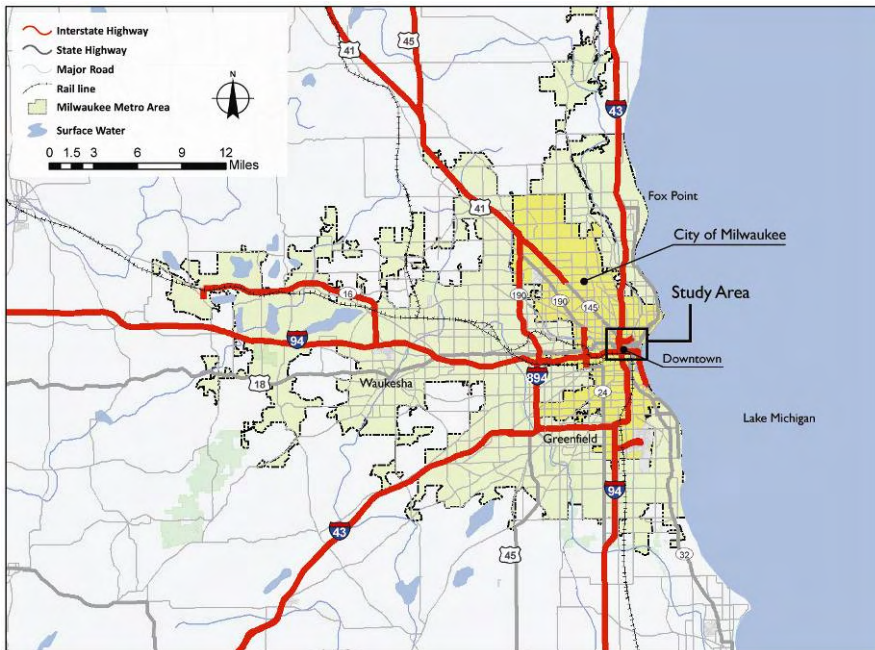 Interstate Highway
State Highway
Major Road
Rail line
Milwaukee Metro Area
Surface Water
N
0 1.5 3 6 9 12
Miles
41
45
43
41
Fox Point
City of Milwaukee
190
190
145
16
Study Area
94
Downtown
18
Waukesha
894
24
Lake Michigan
Greenfield
94
43
45
32